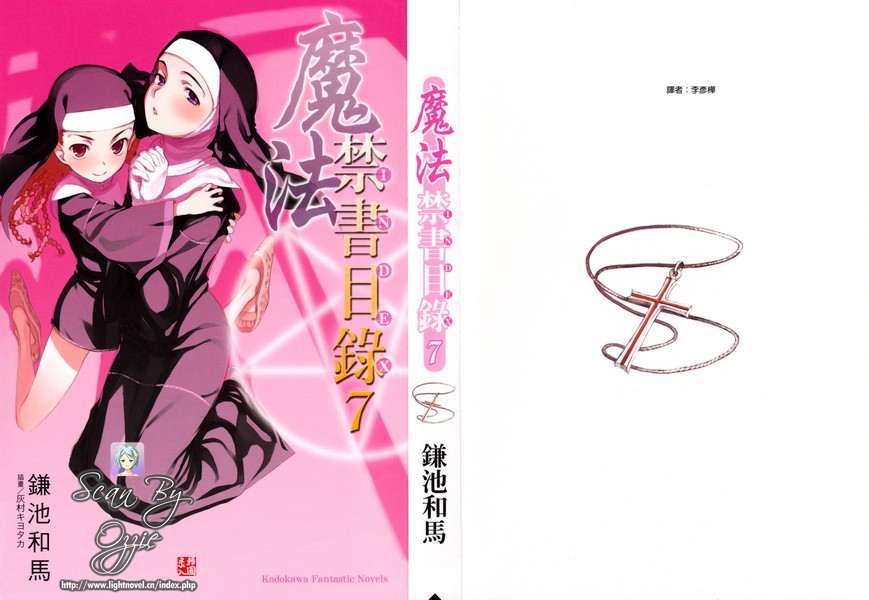 魔法禁書目錄7
INDEX
插畫／灰村キヨタカ
鎌池和馬
Scan By
Ozzie
http://www.lightnovel.cn/index.php
Kadokawa Fantastic Novels
魔法禁書目錄7
INDEX
鎌池和馬
譯者：李彥樺